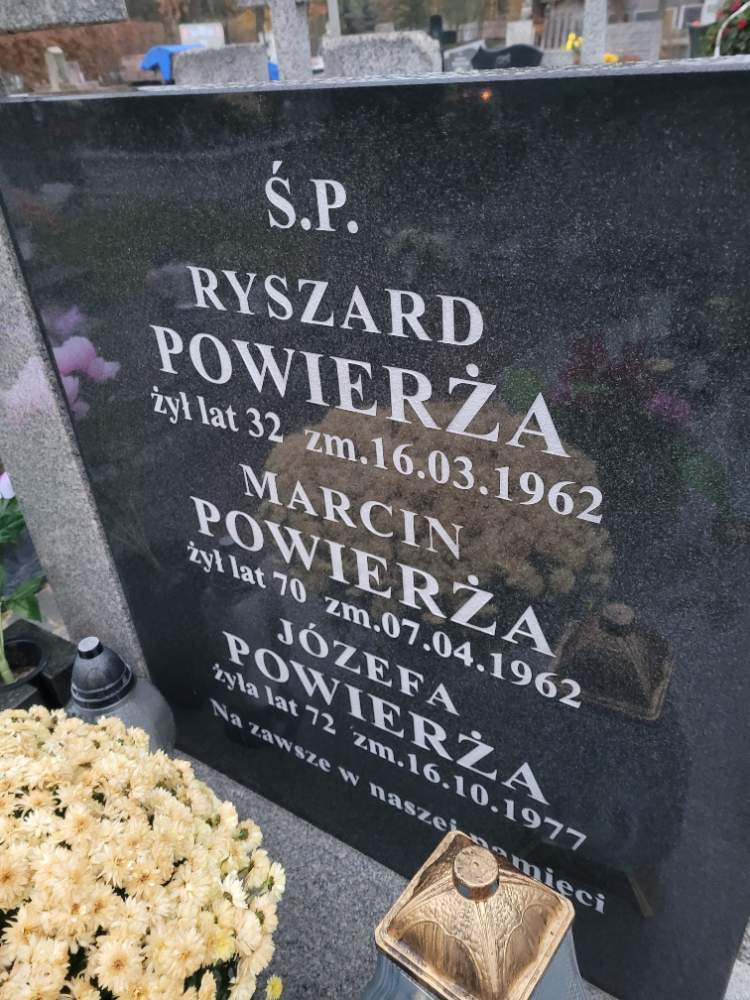 Ś.P.
RYSZARD
POWIERŻA
żył lat 32 zm.16.03.1962
MARCIN
POWIERŻA
żył lat 70 zm.07.04.1962
JÓZEFA
POWIERŻA
żyła lat 72 zm.16.10.1977
Na zawsze w naszej pamięci